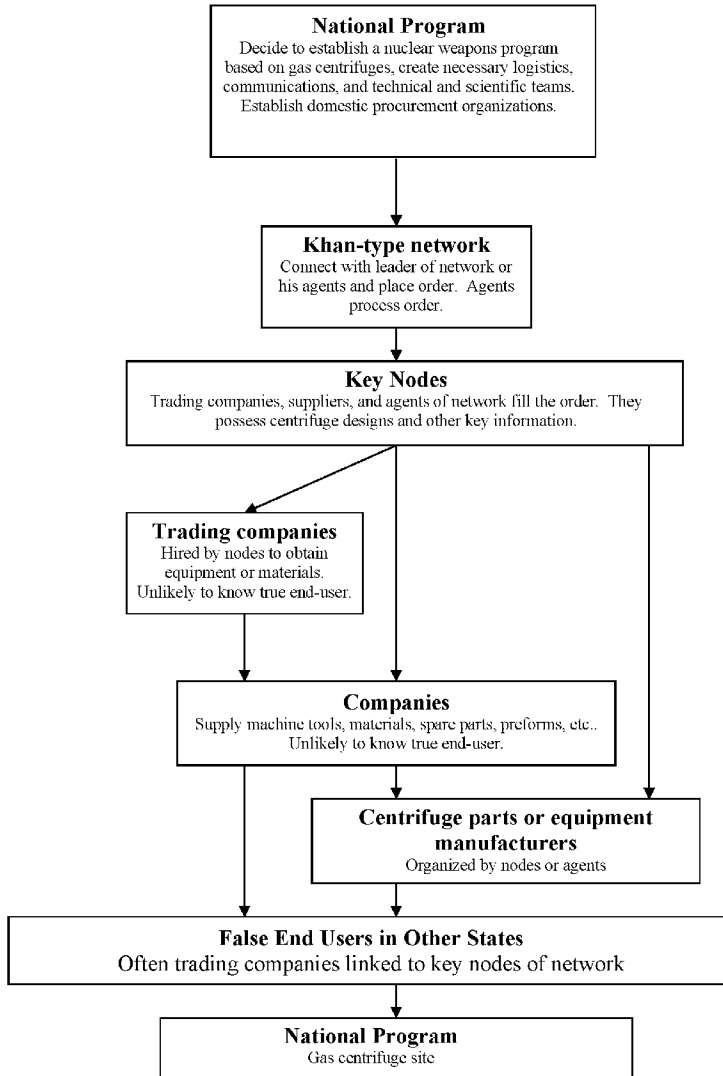 National Program
Decide to establish a nuclear weapons program
based on gas centrifuges, create necessary logistics,
communications, and technical and scientific teams.
Establish domestic procurement organizations.
Khan-type network
Connect with leader of network or
his agents and place order. Agents
process order.
Key Nodes
Trading companies, suppliers, and agents of network fill the order. They
possess centrifuge designs and other key information.
Trading companies
Hired by nodes to obtain
equipment or materials.
Unlikely to know true end-user.
Companies
Supply machine tools, materials, spare parts, preforms, etc..
Unlikely to know true end-user.
Centrifuge parts or equipment
manufacturers
Organized by nodes or agents
False End Users in Other States
Often trading companies linked to key nodes of network
National Program
Gas centrifuge site